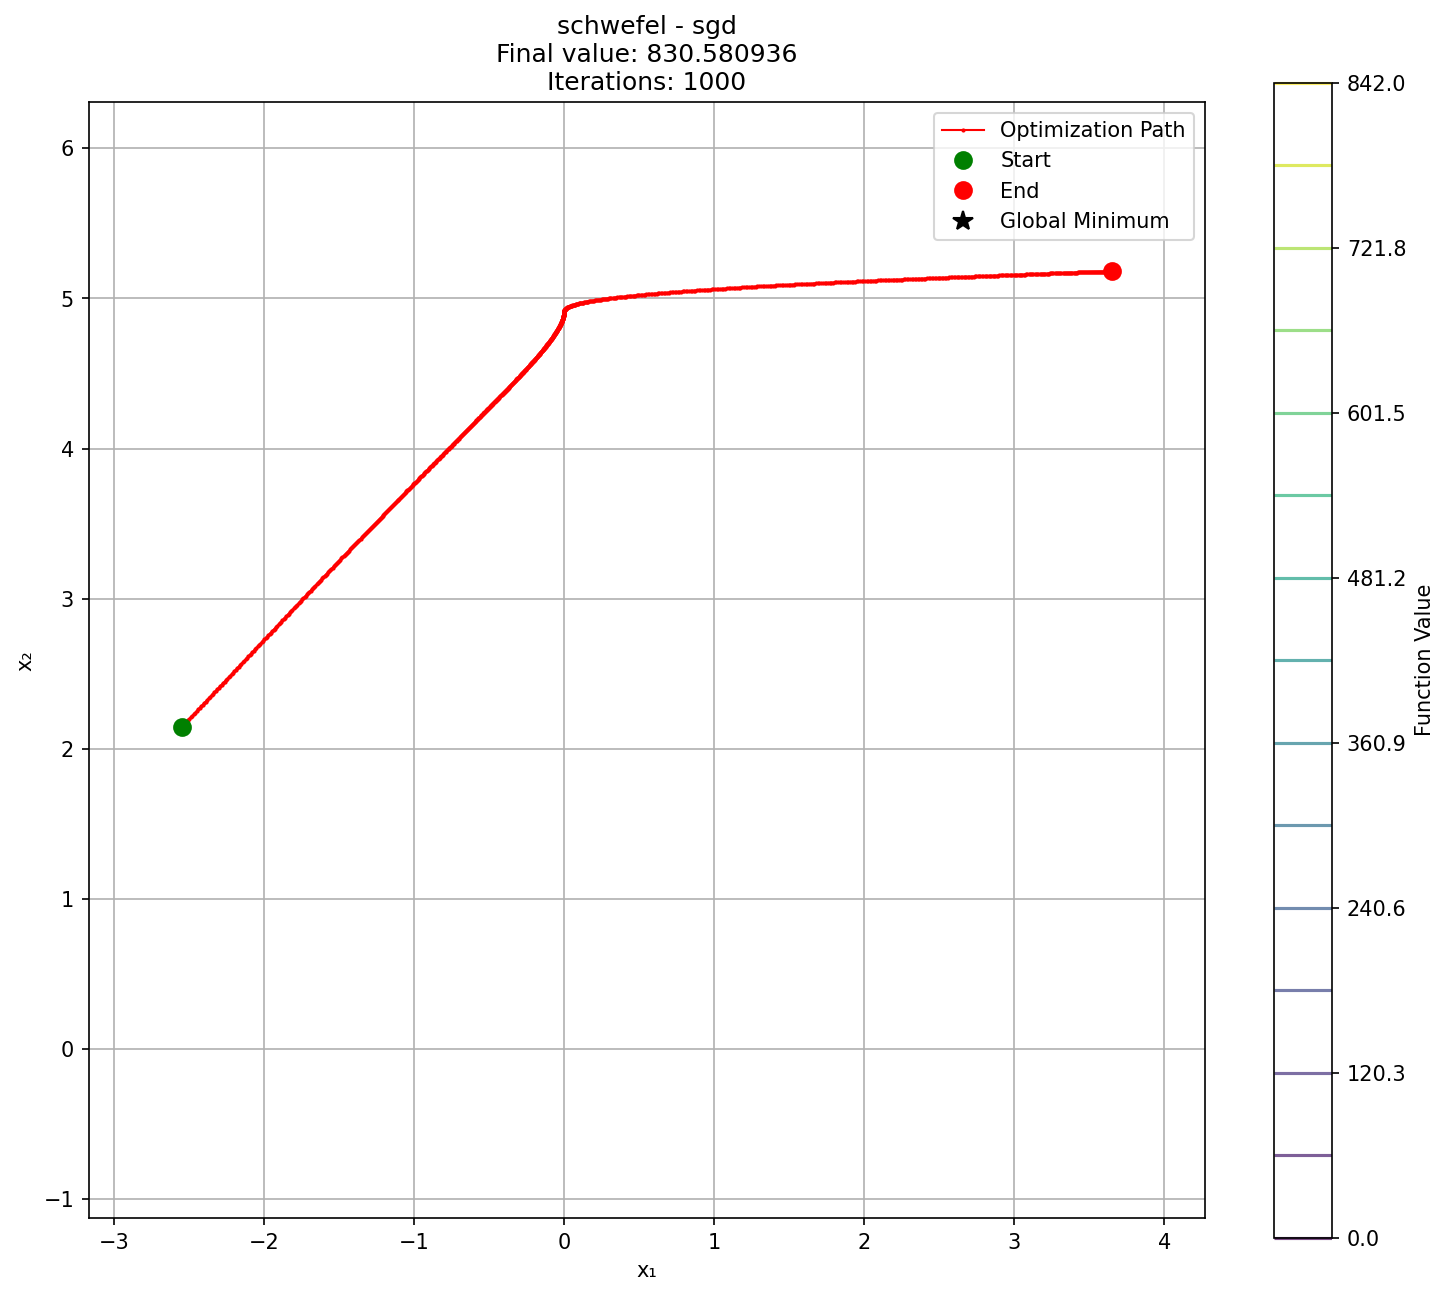 schwefel - sgd
Final value: 830.580936
Iterations: 1000
Optimization Path
Start
End
Global Minimum
6
5
4
3
2
1
0
−1
−3
−2
−1
0
1
2
3
4
x₁
x₂
842.0
721.8
601.5
481.2
360.9
240.6
120.3
0.0
Function Value